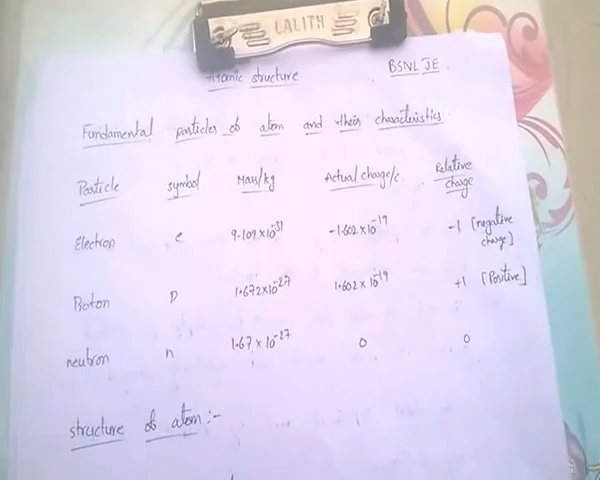 LALITH
Atomic structure BSNL JE
Fundamental particles of atom and their characteristics
Particle symbol Mass/kg Actual charge/c Relative charge
Electron e 9.109×10⁻³¹ -1.602×10⁻¹⁹ -1 [negative charge]
Proton p 1.672×10⁻²⁷ 1.602×10⁻¹⁹ +1 [Positive]
neutron n 1.67×10⁻²⁷ 0 0
structure of atom:-